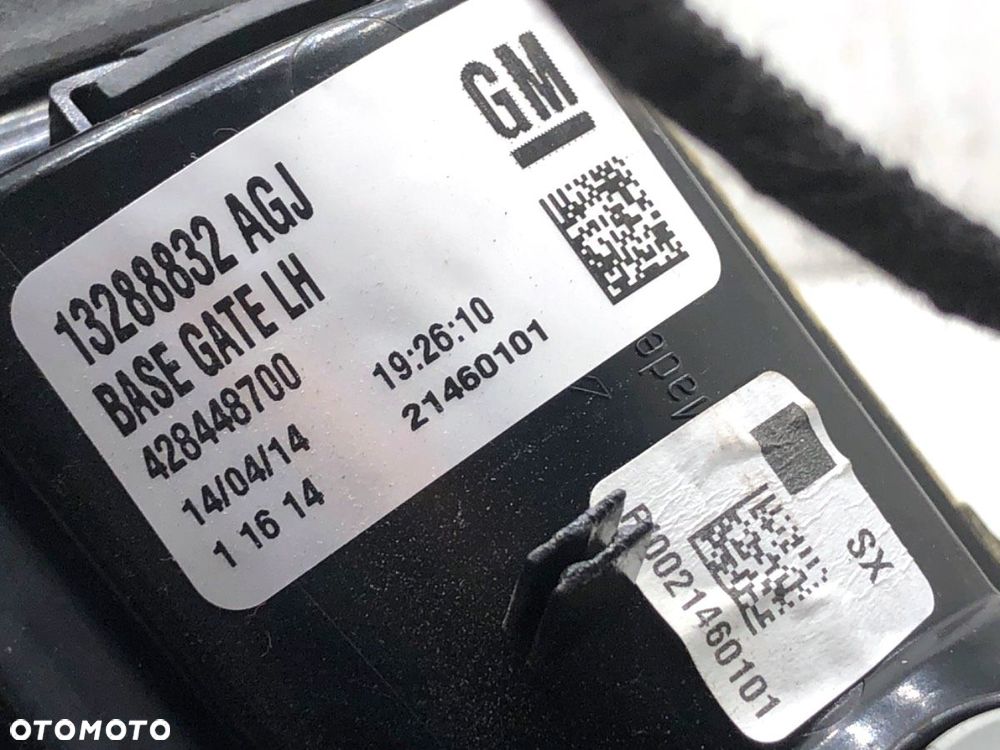 GM
13288832 AGJ
BASE GATE LH
428448700
19:26:10
14/04/14
21460101
1 16 14
SX
P10021460101
OTOMOTO